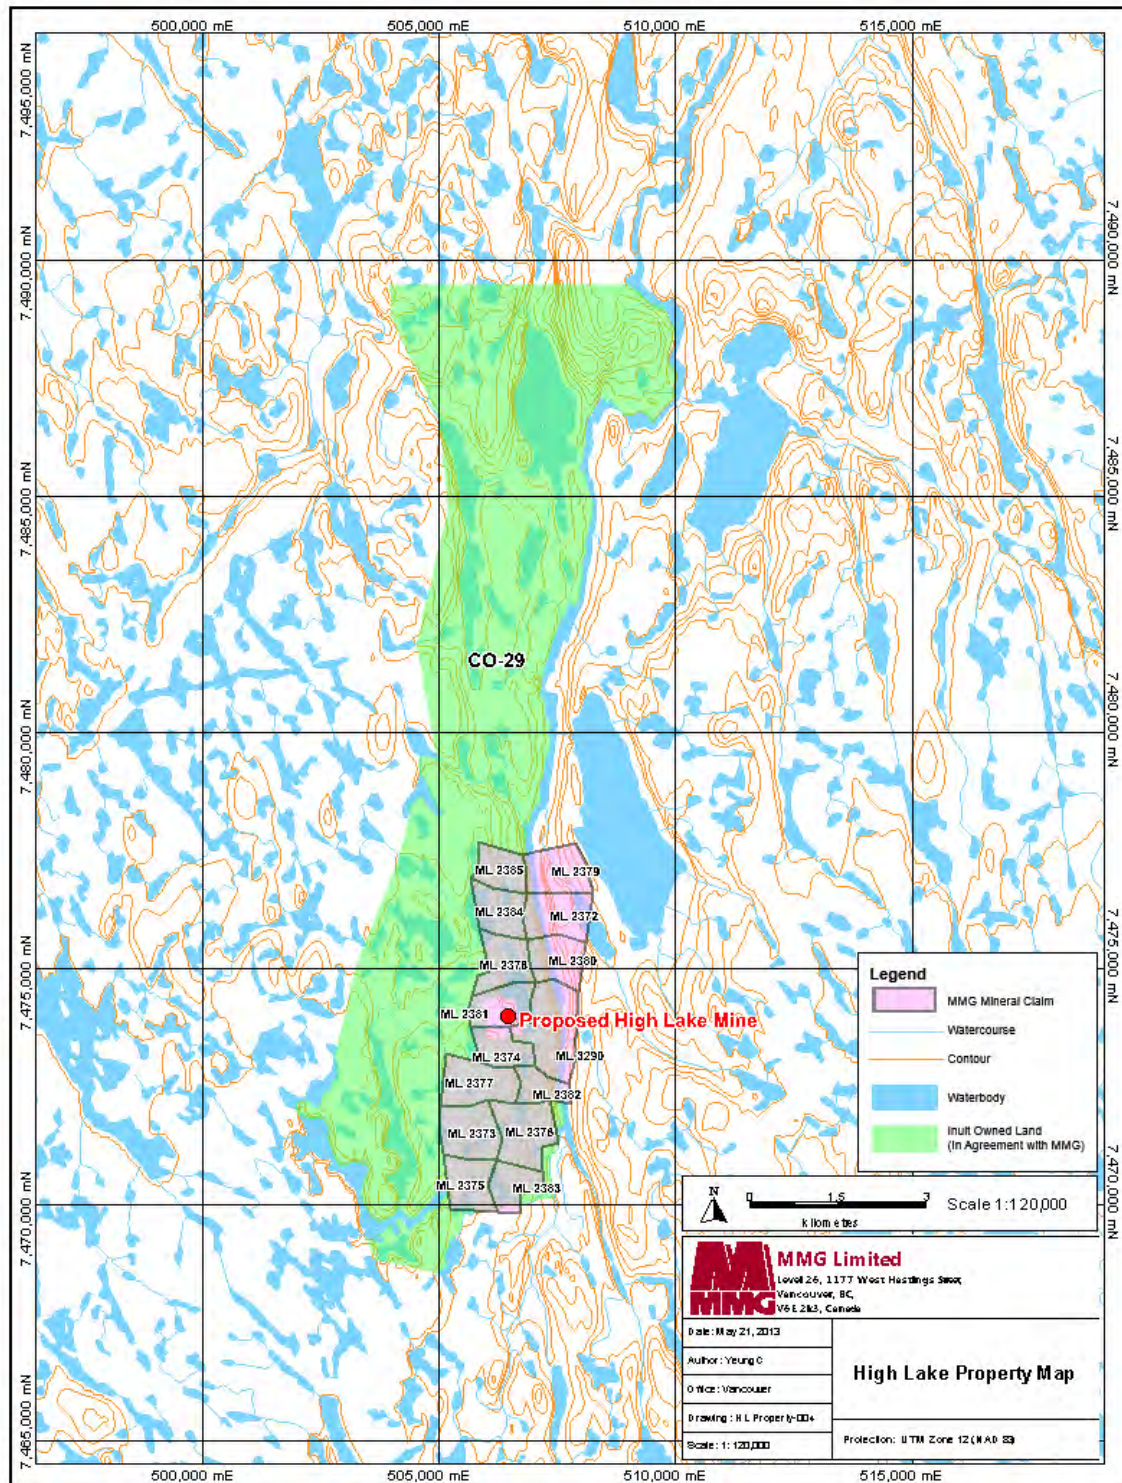 500,000 mE 505,000 mE 510,000 mE 515,000 mE
7,495,000 mN
7,490,000 mN
7,490,000 mN
7,485,000 mN
7,485,000 mN
CO-29
7,480,000 mN
7,480,000 mN
ML 2385
ML 2379
ML 2384
ML 2372
7,475,000 mN
ML 2378
ML 2380
7,475,000 mN
Legend
MMG Mineral Claim
ML 2381
Proposed High Lake Mine
Watercourse
ML 2374
ML 3290
Contour
ML 2377
ML 2382
Waterbody
ML 2373
ML 2376
Inuit Owned Land
(In Agreement with MMG)
ML 2375
ML 2383
7,470,000 mN
7,470,000 mN
N
0 1.5 3
kilometres
Scale 1:120,000
MMG
MMG Limited
Level 26, 1177 West Hastings Street,
Vancouver, BC,
V6E 2K3, Canada
Date: May 21, 2013
Author: Yeung C
Office: Vancouver
Drawing: HL Property-004
Scale: 1:120,000
High Lake Property Map
Projection: UTM Zone 12 (NAD 83)
7,465,000 mN
500,000 mE 505,000 mE 510,000 mE 515,000 mE